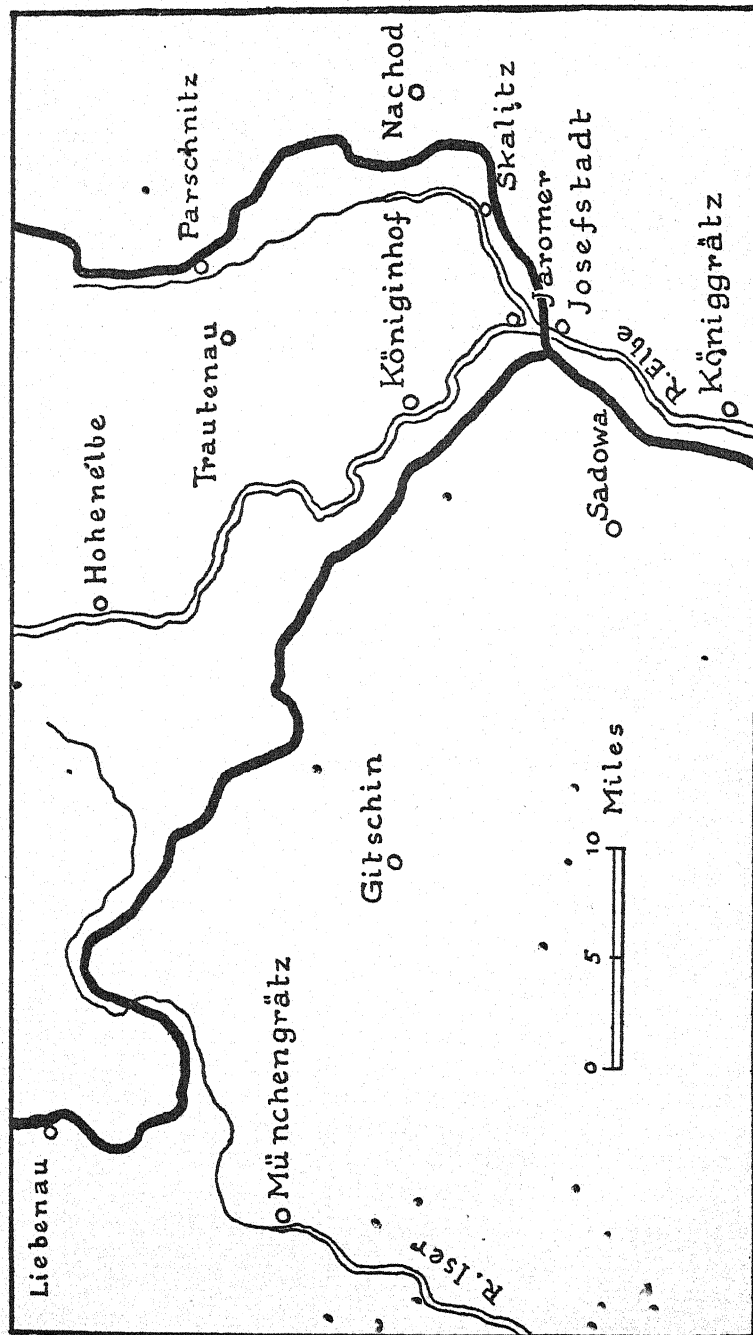 Liebenau
Hohenelbe
Parschnitz
Trautenau
Münchengrätz
Gitschin
Königinhof
Nachod
Skalitz
Jaromer
Josefstadt
R. Iser
Sadowa
R. Elbe
Königgrätz
0 5 10
Miles